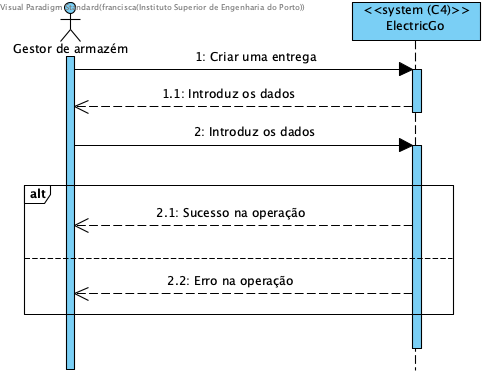 Visual Paradigm Standard(francisca(Instituto Superior de Engenharia do Porto))
<<system (C4)>>
ElectricGo
Gestor de armazém
1: Criar uma entrega
1.1: Introduz os dados
2: Introduz os dados
alt
2.1: Sucesso na operação
2.2: Erro na operação